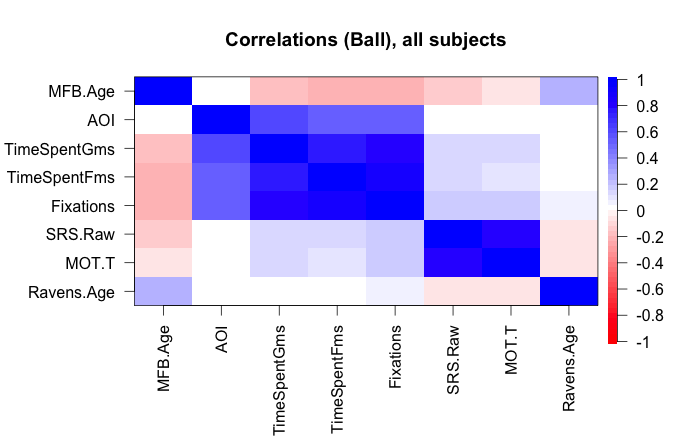 Correlations (Ball), all subjects
MFB.Age
AOI
TimeSpentGms
TimeSpentFms
Fixations
SRS.Raw
MOT.T
Ravens.Age
1
0.8
0.6
0.4
0.2
0
-0.2
-0.4
-0.6
-0.8
-1
MFB.Age
AOI
TimeSpentGms
TimeSpentFms
Fixations
SRS.Raw
MOT.T
Ravens.Age